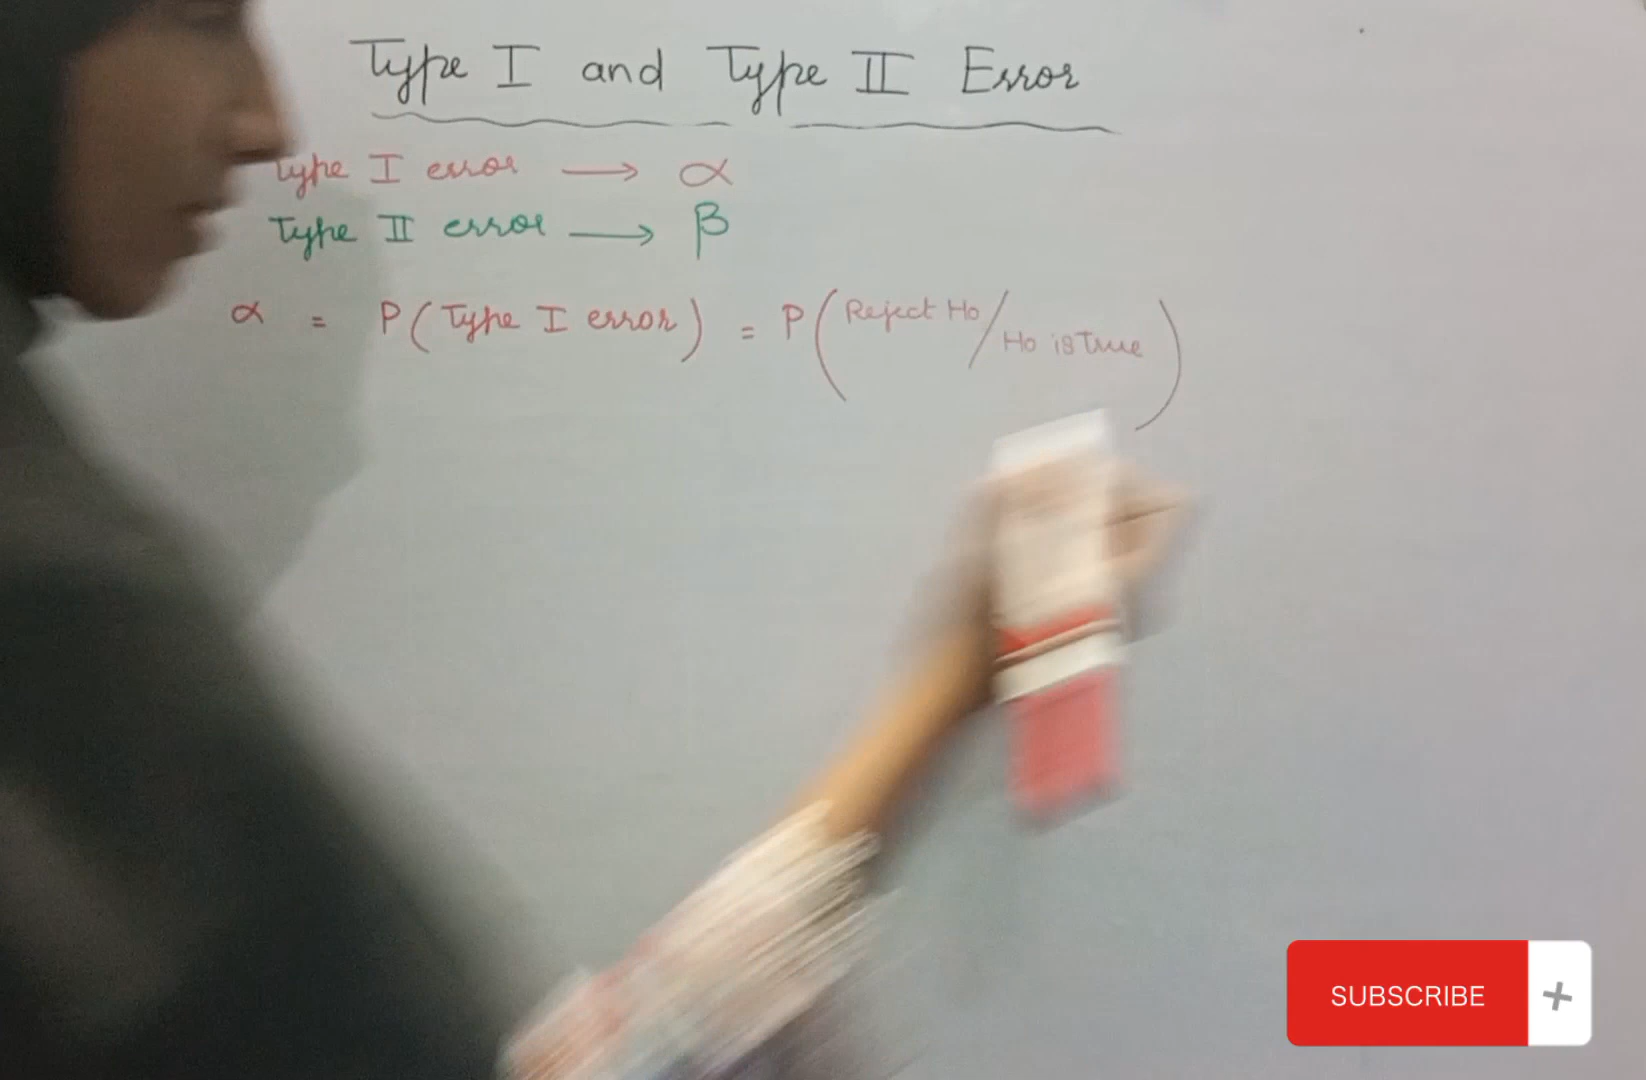 Type I and Type II Error
Type I error → α
Type II error → β
α = P(Type I error) = P(Reject Ho/Ho is True)
SUBSCRIBE +